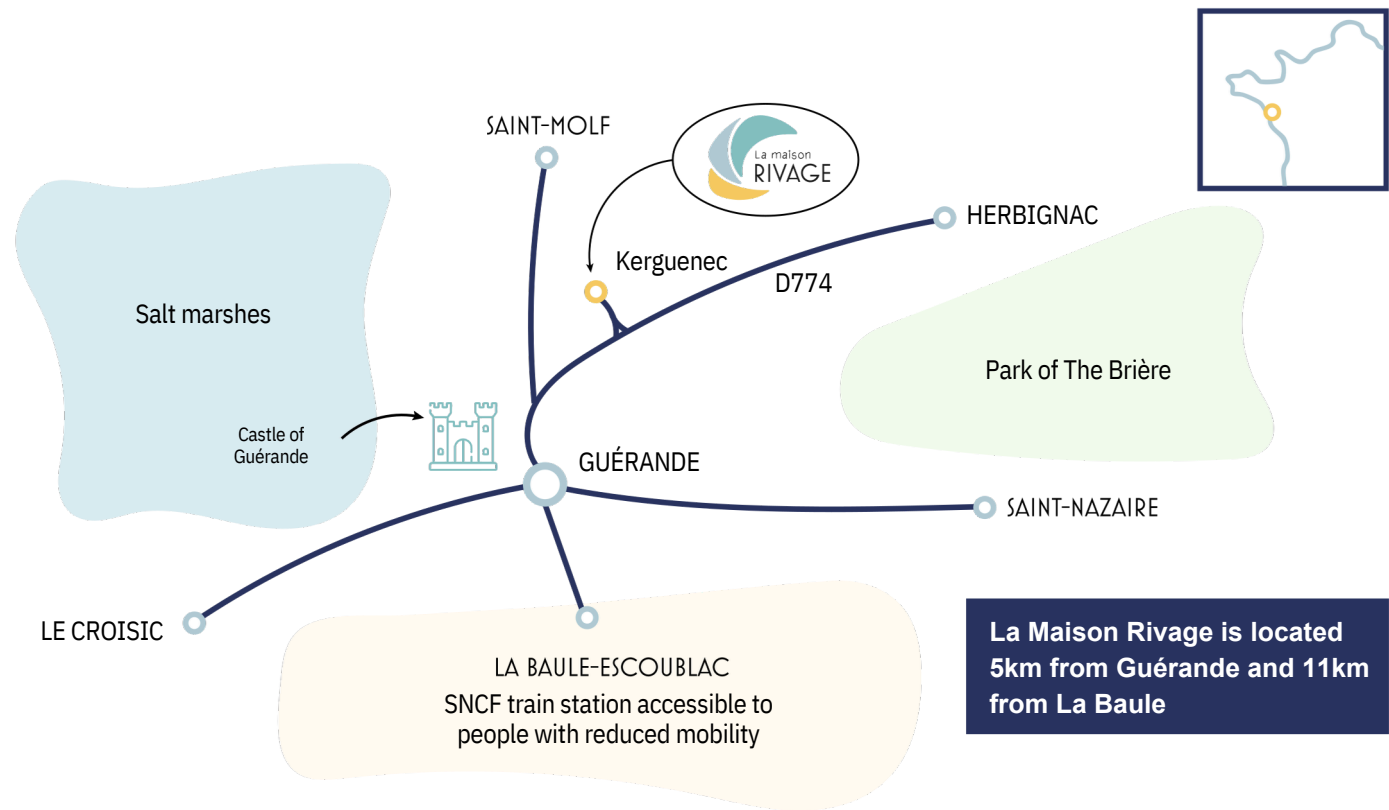 SAINT-MOLF
La maison
RIVAGE
HERBIGNAC
Kerguenec
D774
Salt marshes
Park of The Brière
Castle of
Guérande
GUÉRANDE
SAINT-NAZAIRE
LE CROISIC
LA BAULE-ESCOUBLAC
SNCF train station accessible to
people with reduced mobility
La Maison Rivage is located
5km from Guérande and 11km
from La Baule